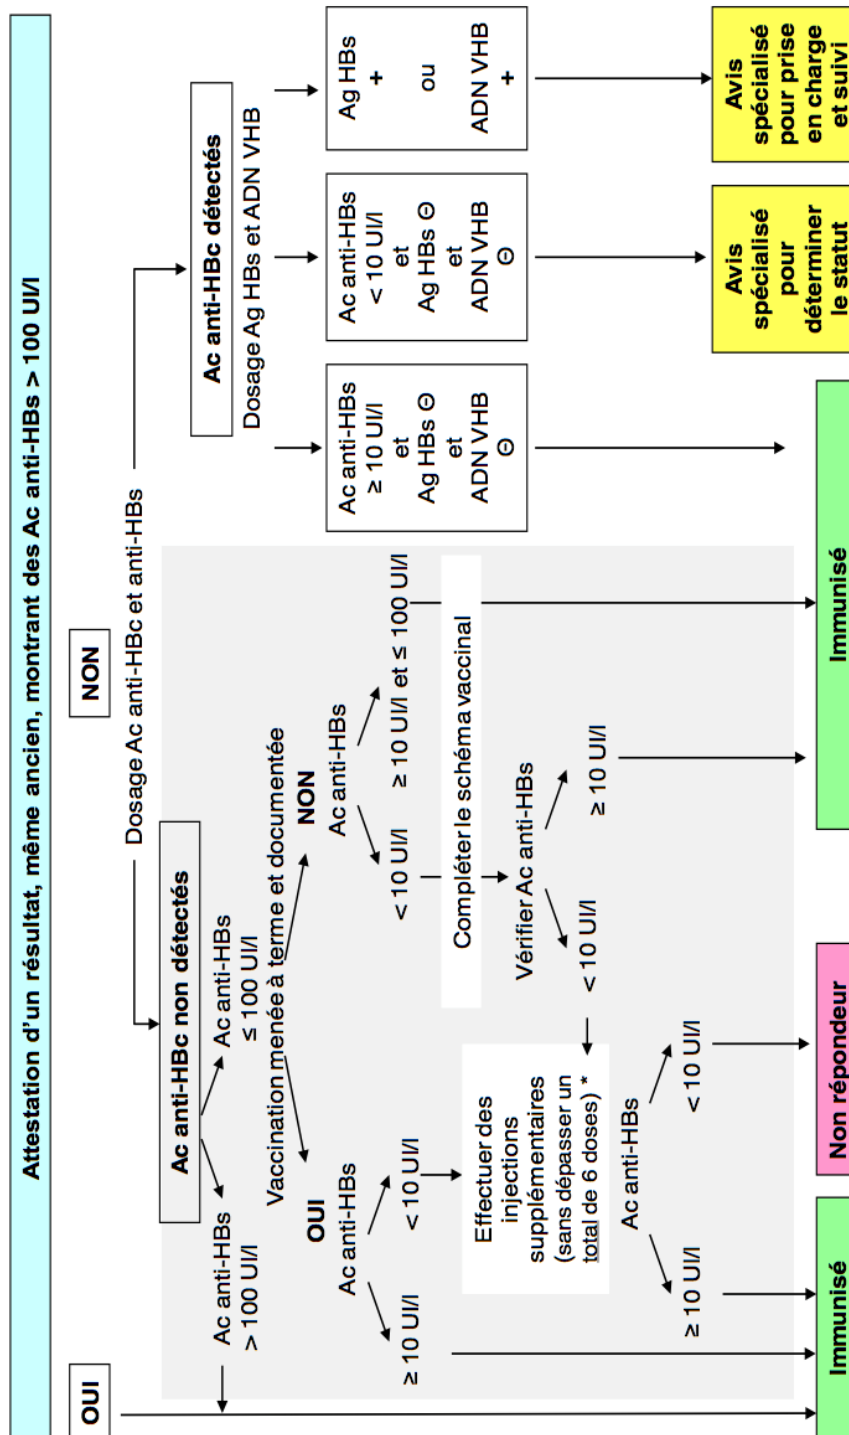 Attestation d'un résultat, même ancien, montrant des Ac anti-HBs > 100 UI/l
OUI
NON
Dosage Ac anti-HBc et anti-HBs
Ac anti-HBc non détectés
Ac anti-HBc détectés
Dosage Ag HBs et ADN VHB
Ac anti-HBs
> 100 UI/l
Ac anti-HBs
≤ 100 UI/l
Vaccination menée à terme et documentée
OUI
Ac anti-HBs
NON
Ac anti-HBs
≥ 10 UI/l
< 10 UI/l
< 10 UI/l
≥ 10 UI/l et ≤ 100 UI/l
Ac anti-HBs
≥ 10 UI/l
et
Ag HBs ⊖
et
ADN VHB
⊖
Ac anti-HBs
< 10 UI/l
et
Ag HBs ⊖
et
ADN VHB
⊖
Ag HBs
+
ou
ADN VHB
+
Compléter le schéma vaccinal
Vérifier Ac anti-HBs
< 10 UI/l
≥ 10 UI/l
Effectuer des
injections
supplémentaires
(sans dépasser un
total de 6 doses) *
Ac anti-HBs
≥ 10 UI/l
< 10 UI/l
Immunisé
Non répondeur
Immunisé
Avis
spécialisé
pour
déterminer
le statut
Avis
spécialisé
pour prise
en charge
et suivi